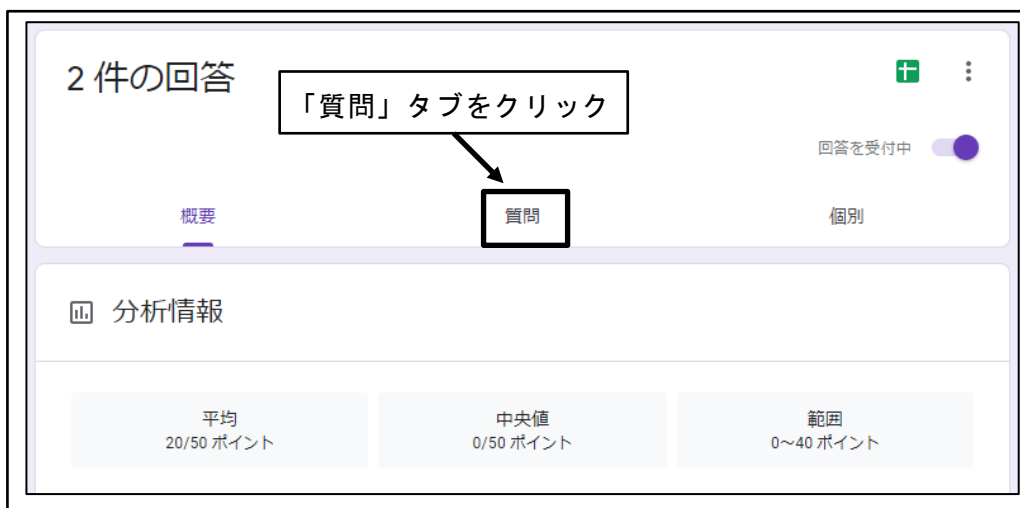 2 件の回答
「質問」タブをクリック
回答を受付中
概要
質問
個別
分析情報
平均
20/50 ポイント
中央値
0/50 ポイント
範囲
0～40 ポイント